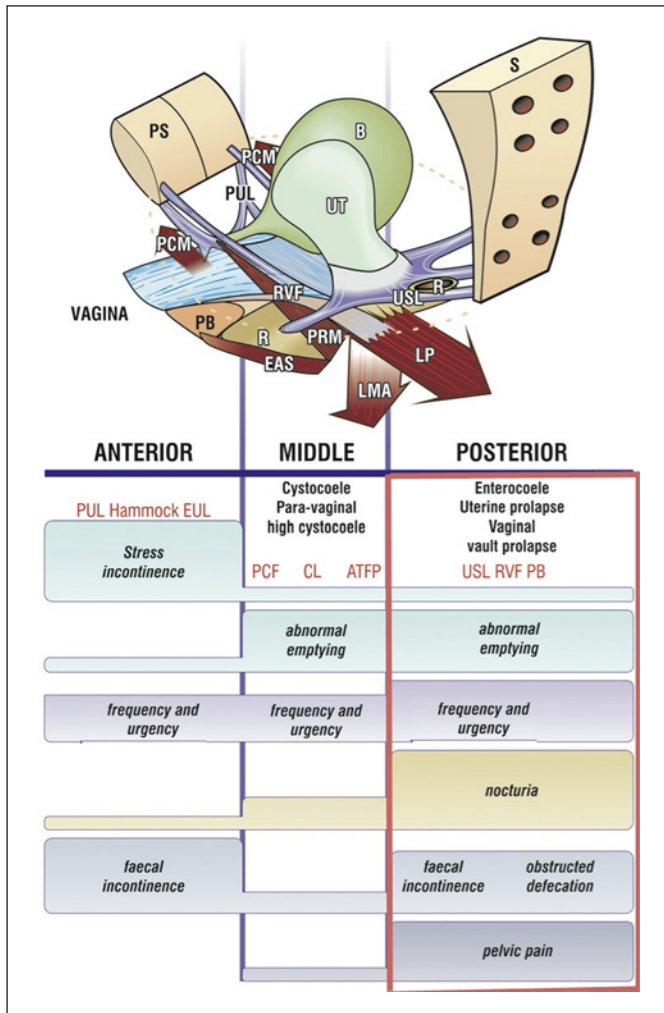 S
PS
B
PCM
PUL
UT
PCM
RVF
R
USL
VAGINA
PB
R
PRM
LP
EAS
LMA
ANTERIOR
MIDDLE
POSTERIOR
PUL Hammock EUL
Stress
incontinence
Cystocoele
Para-vaginal
high cystocoele
PCF CL ATFP
Enterocoele
Uterine prolapse
Vaginal
vault prolapse
USL RVF PB
abnormal
emptying
abnormal
emptying
frequency and
urgency
frequency and
urgency
frequency and
urgency
nocturia
faecal
incontinence
faecal
incontinence
obstructed
defecation
pelvic pain